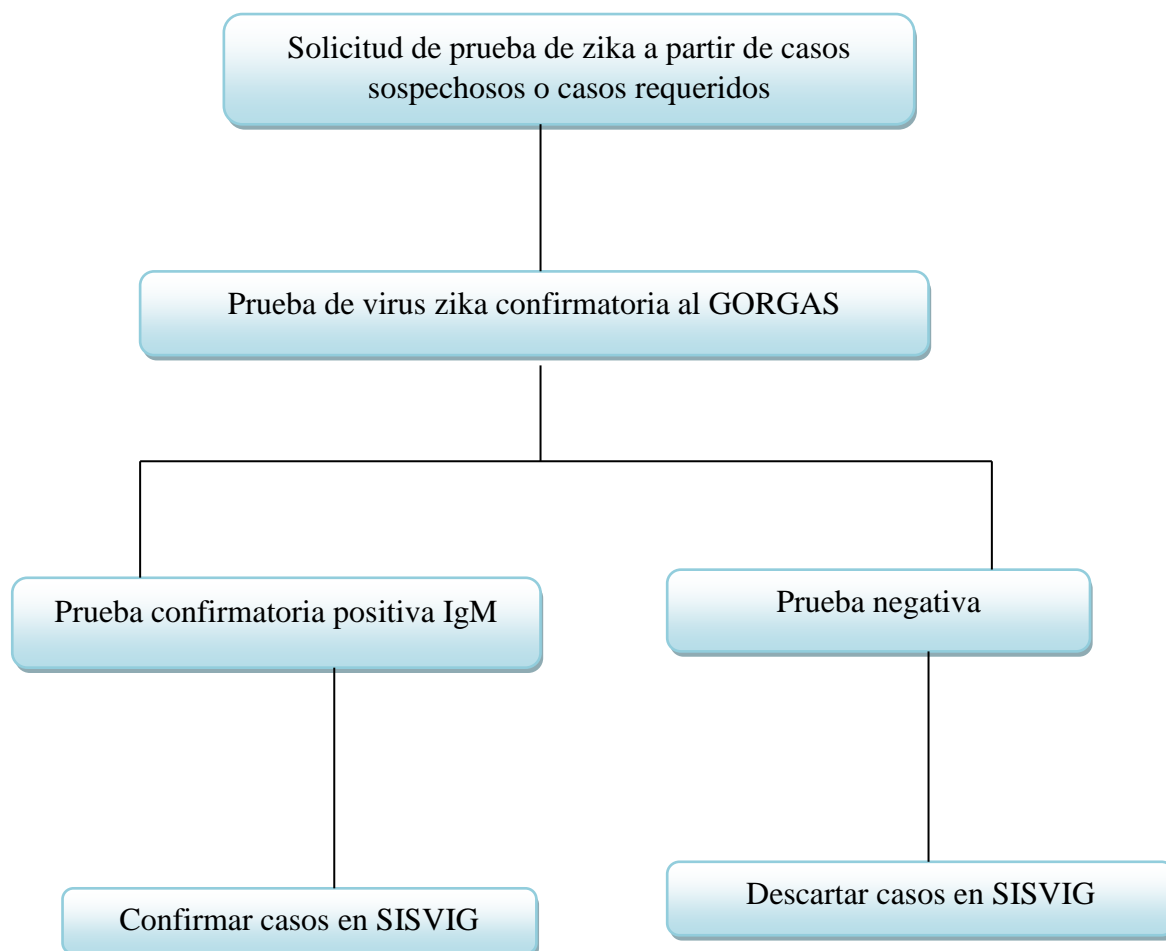 Solicitud de prueba de zika a partir de casos
sospechosos o casos requeridos
Prueba de virus zika confirmatoria al GORGAS
Prueba confirmatoria positiva IgM
Prueba negativa
Confirmar casos en SISVIG
Descartar casos en SISVIG